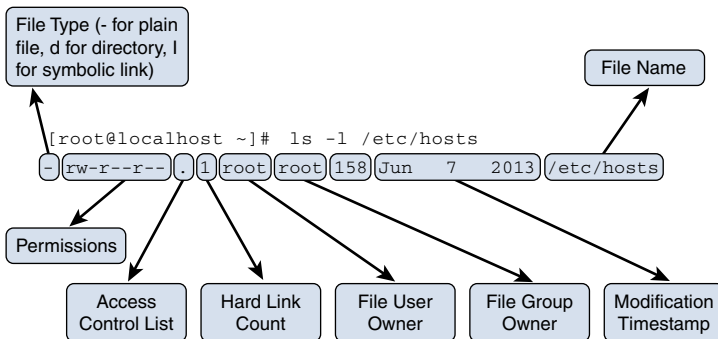 File Type (- for plain
file, d for directory, l
for symbolic link)
File Name
[root@localhost ~]# ls -l /etc/hosts
- rw-r--r-- . 1 root root 158 Jun 7 2013 /etc/hosts
Permissions
Access
Control List
Hard Link
Count
File User
Owner
File Group
Owner
Modification
Timestamp